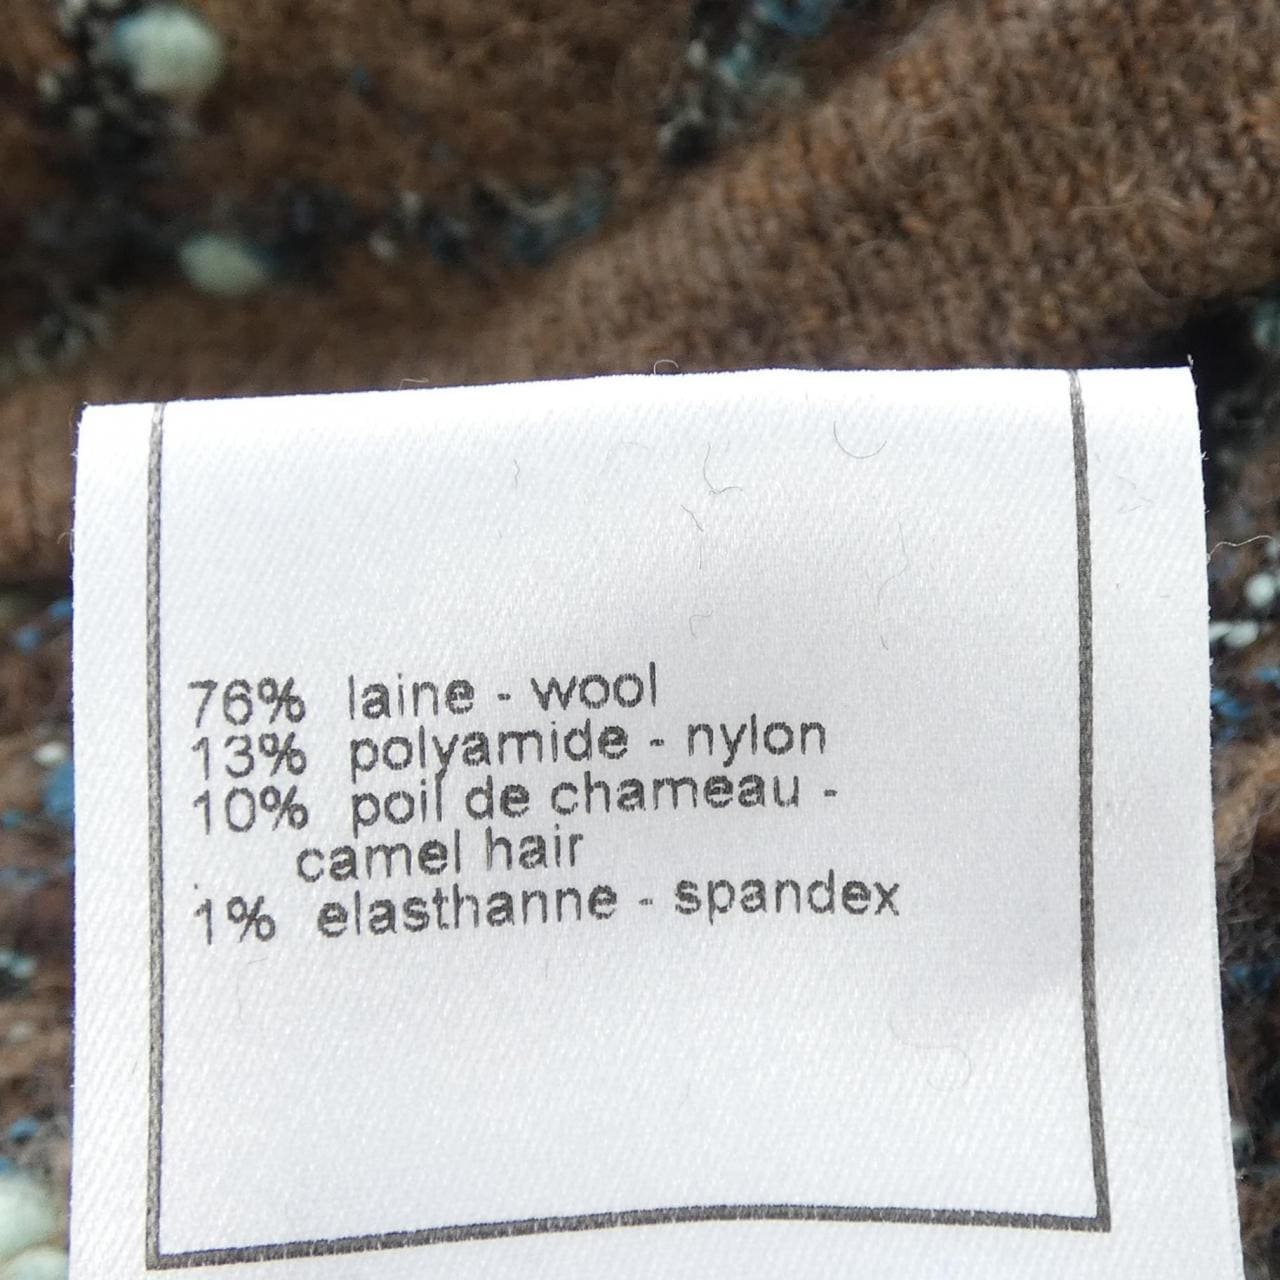 76% laine - wool
13% polyamide - nylon
10% poil de chameau -
camel hair
1% elasthanne - spandex